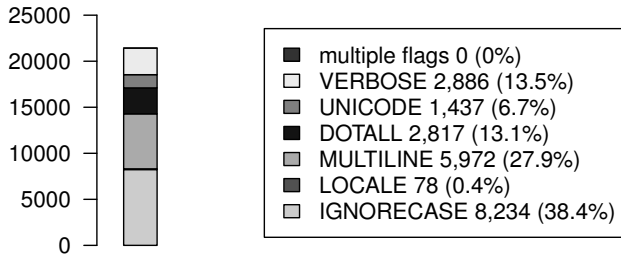 25000
20000
15000
10000
5000
0
multiple flags 0 (0%)
VERBOSE 2,886 (13.5%)
UNICODE 1,437 (6.7%)
DOTALL 2,817 (13.1%)
MULTILINE 5,972 (27.9%)
LOCALE 78 (0.4%)
IGNORECASE 8,234 (38.4%)